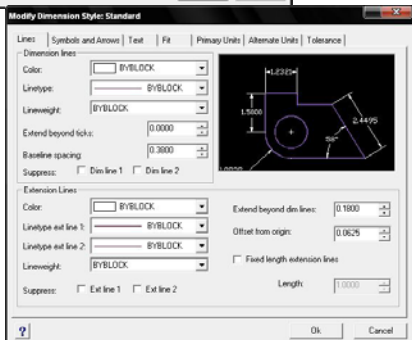 Modify Dimension Style: Standard
Lines Symbols and Arrows Text Fit Primary Units Alternate Units Tolerance
Dimension lines
Color: BYBLOCK
Linetype: BYBLOCK
Lineweight: BYBLOCK
Extend beyond ticks: 0.0000
Baseline spacing: 0.3800
Suppress: Dim line 1 Dim line 2
1.2321
1.5000
2.4495
Extension Lines
Color: BYBLOCK
Linetype ext line 1: BYBLOCK
Linetype ext line 2: BYBLOCK
Lineweight: BYBLOCK
Suppress: Ext line 1 Ext line 2
Extend beyond dim lines: 0.1800
Offset from origin: 0.0625
Fixed length extension lines
Length: 1.0000
? Ok Cancel